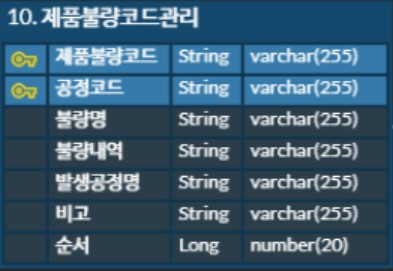 10. 제품불량코드관리
제품불량코드 String varchar(255)
공정코드 String varchar(255)
불량명 String varchar(255)
불량내역 String varchar(255)
발생공정명 String varchar(255)
비고 String varchar(255)
순서 Long number(20)